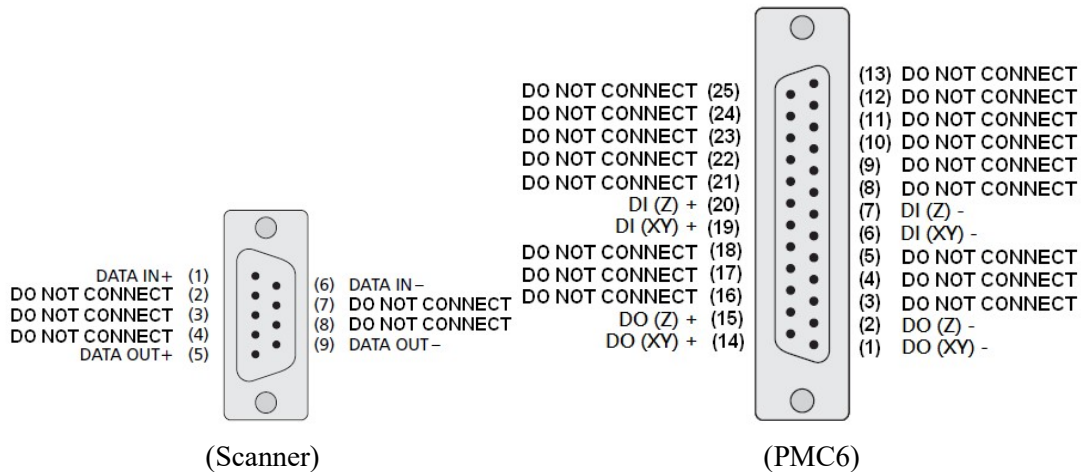 DATA IN+ (1)
DO NOT CONNECT (2)
DO NOT CONNECT (3)
DO NOT CONNECT (4)
DATA OUT+ (5)
(6) DATA IN–
(7) DO NOT CONNECT
(8) DO NOT CONNECT
(9) DATA OUT–
(Scanner)
DO NOT CONNECT (25)
DO NOT CONNECT (24)
DO NOT CONNECT (23)
DO NOT CONNECT (22)
DO NOT CONNECT (21)
DI (Z) + (20)
DI (XY) + (19)
DO NOT CONNECT (18)
DO NOT CONNECT (17)
DO NOT CONNECT (16)
DO (Z) + (15)
DO (XY) + (14)
(13) DO NOT CONNECT
(12) DO NOT CONNECT
(11) DO NOT CONNECT
(10) DO NOT CONNECT
(9) DO NOT CONNECT
(8) DO NOT CONNECT
(7) DI (Z) -
(6) DI (XY) -
(5) DO NOT CONNECT
(4) DO NOT CONNECT
(3) DO NOT CONNECT
(2) DO (Z) -
(1) DO (XY) -
(PMC6)